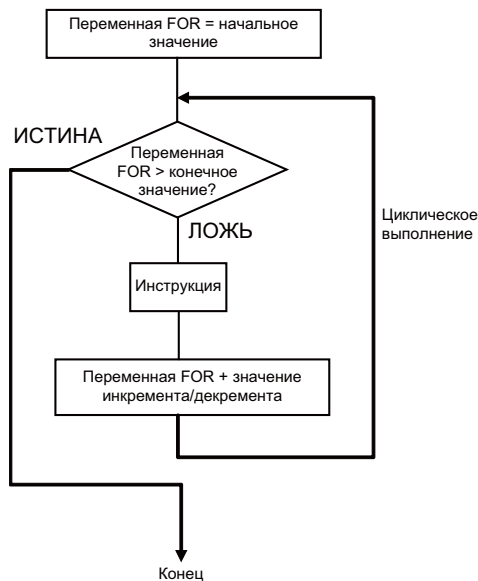 Переменная FOR = начальное
значение
ИСТИНА
Переменная
FOR > конечное
значение?
ЛОЖЬ
Циклическое
выполнение
Инструкция
Переменная FOR + значение
инкремента/декремента
Конец